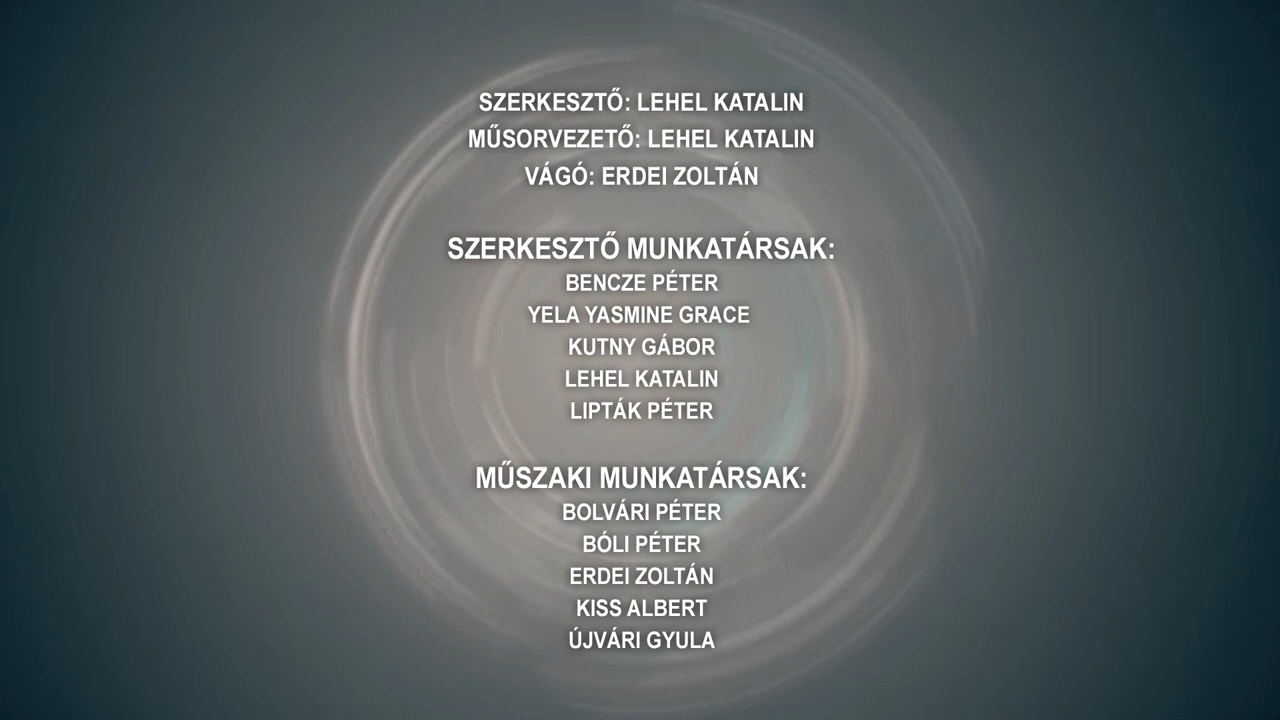 SZERKESZTŐ: LEHEL KATALIN
MŰSORVEZETŐ: LEHEL KATALIN
VÁGÓ: ERDEI ZOLTÁN
SZERKESZTŐ MUNKATÁRSAK:
BENCZE PÉTER
YELA YASMINE GRACE
KUTNY GÁBOR
LEHEL KATALIN
LIPTÁK PÉTER
MŰSZAKI MUNKATÁRSAK:
BOLVÁRI PÉTER
BÓLI PÉTER
ERDEI ZOLTÁN
KISS ALBERT
ÚJVÁRI GYULA